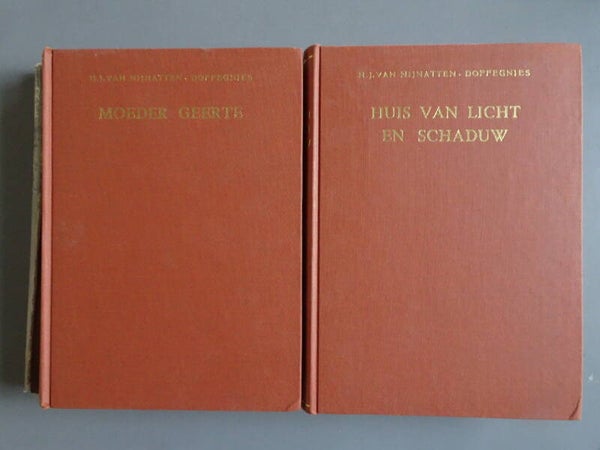 H.J. VAN NIJNATTEN - DOFFEGNIES
MOEDER GEERTE
H.J. VAN NIJNATTEN - DOFFEGNIES
HUIS VAN LICHT
EN SCHADUW